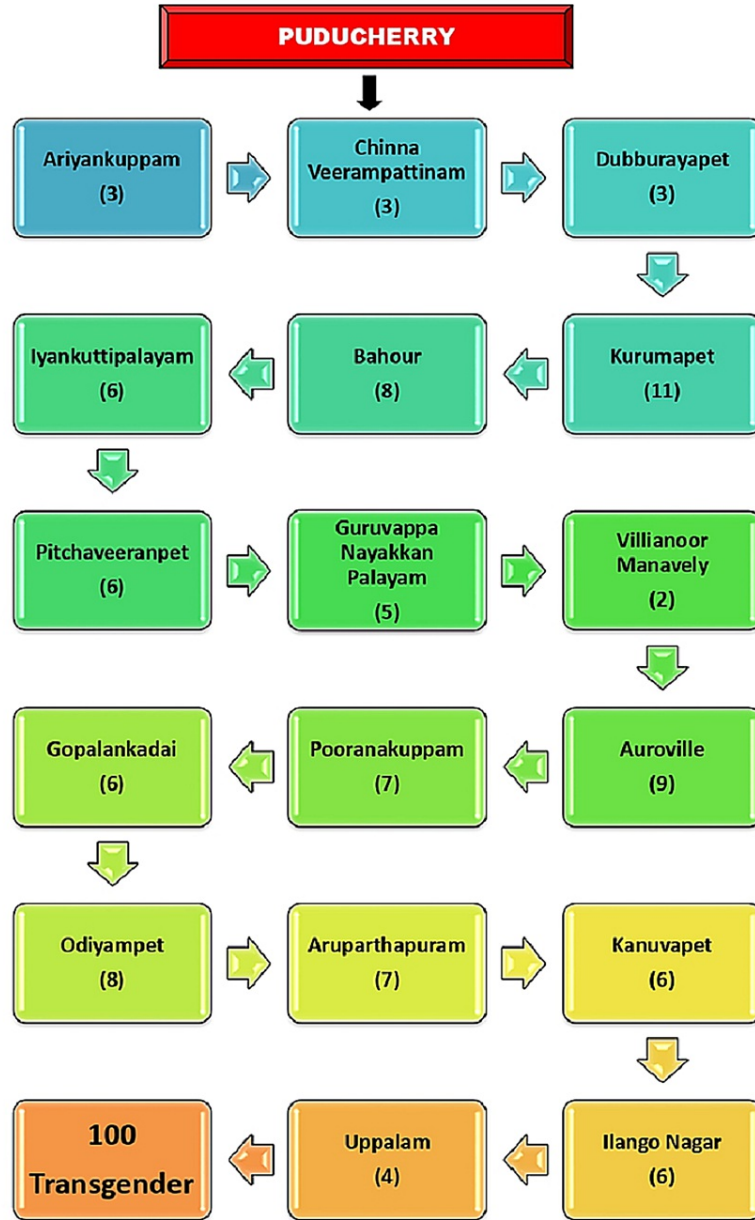 PUDUCHERRY
Ariyankuppam
(3)
Chinna
Veerampattinam
(3)
Dubburayapet
(3)
Iyankuttipalayam
(6)
Bahour
(8)
Kurumapet
(11)
Pitchaveeranpet
(6)
Guruvappa
Nayakkan
Palayam
(5)
Villianoor
Manavely
(2)
Gopalankadai
(6)
Pooranakuppam
(7)
Auroville
(9)
Odiyampet
(8)
Aruparthapuram
(7)
Kanuvapet
(6)
100
Transgender
Uppalam
(4)
Ilango Nagar
(6)